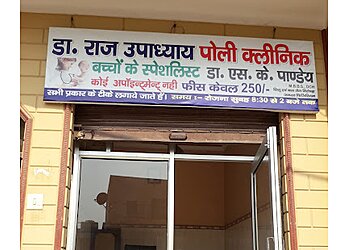 डा. राज उपाध्याय पोली क्लीनिक
बच्चों के स्पेशलिस्ट डा. एस. के. पाण्डेय
M.B.B.S. DCH
कोई अपॉइन्ट्मेन्ट् नही फीस केवल 250/-
सभी प्रकार के टीके लगाये जाते हैं। समय :- रोजाना सुबह 8:30 से 2 बजे तक